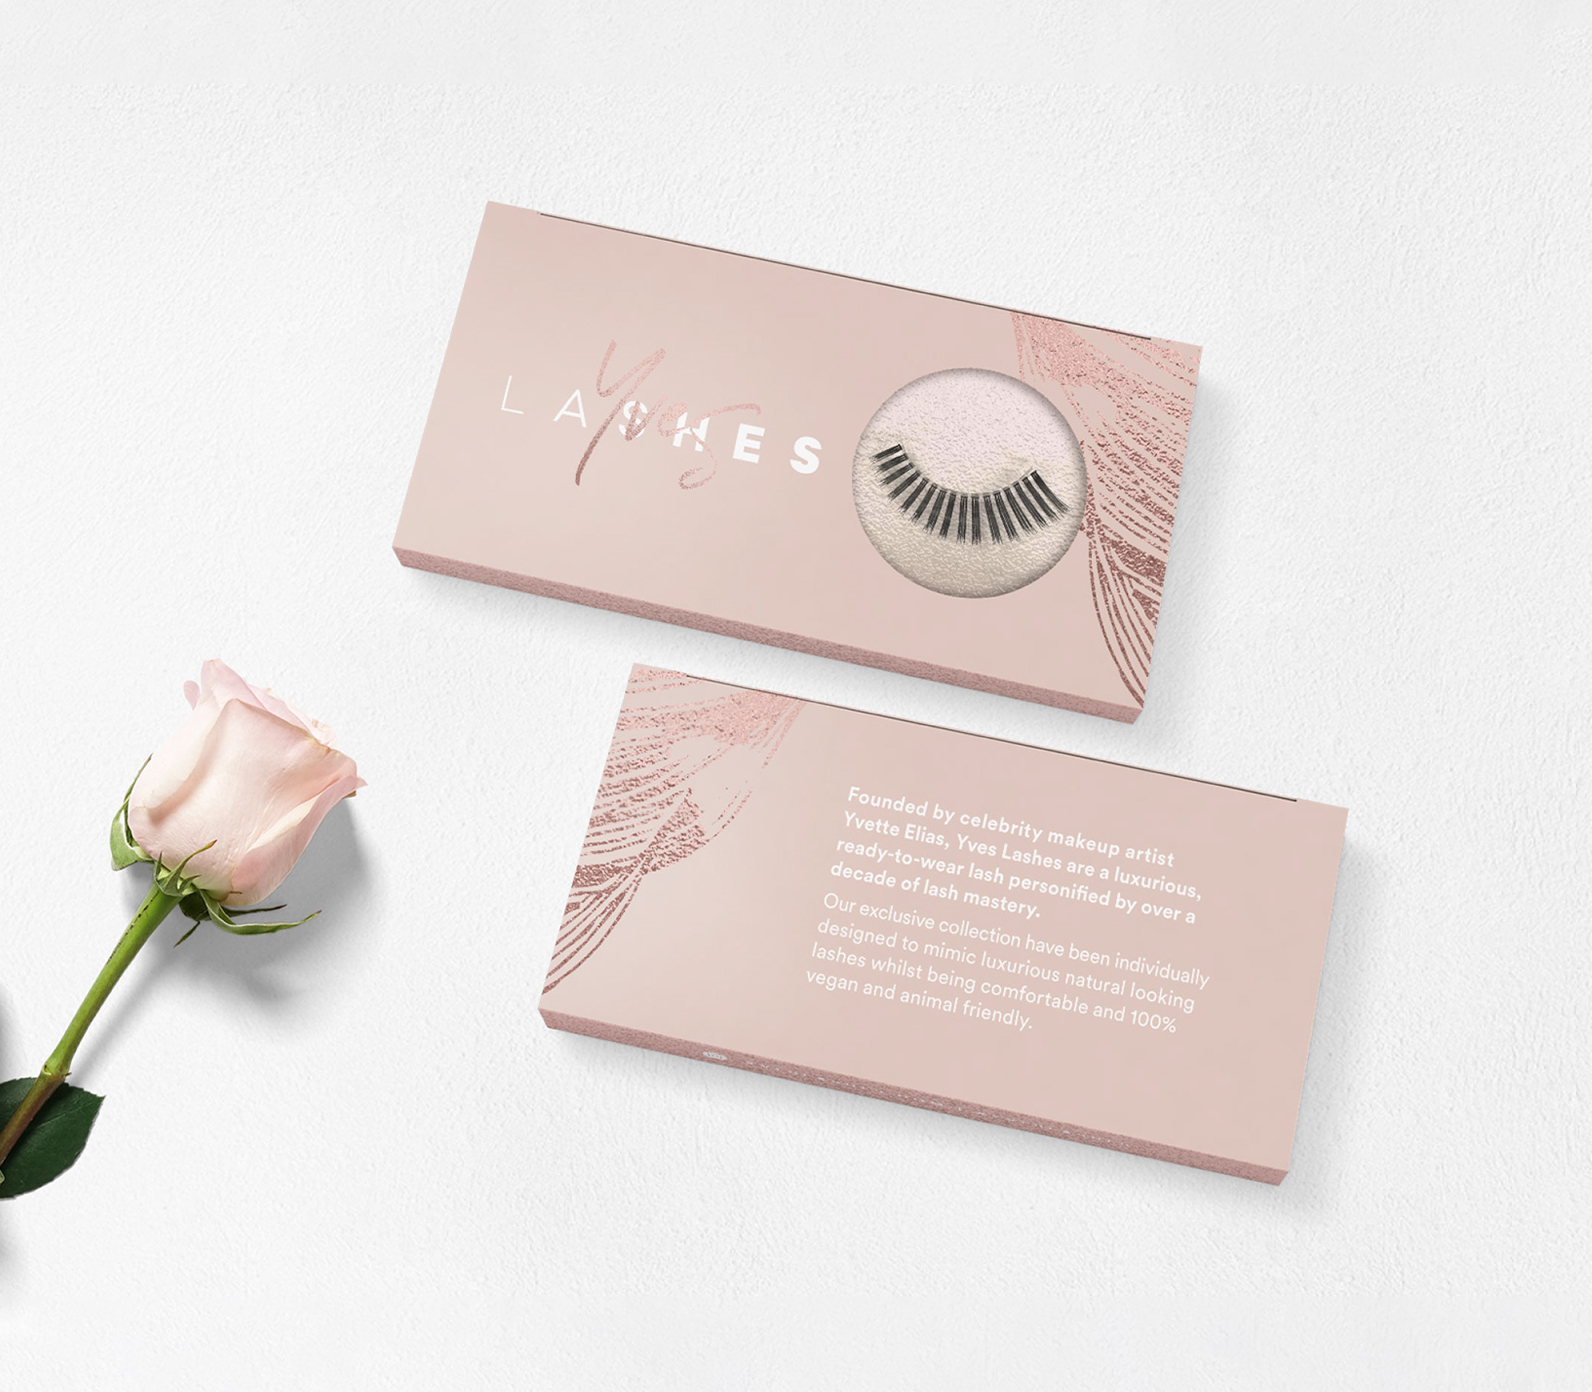 LASHES
Yves
Founded by celebrity makeup artist
Yvette Elias, Yves Lashes are a luxurious,
ready-to-wear lash personified by over a
decade of lash mastery.
Our exclusive collection have been individually
designed to mimic luxurious natural looking
lashes whilst being comfortable and 100%
vegan and animal friendly.